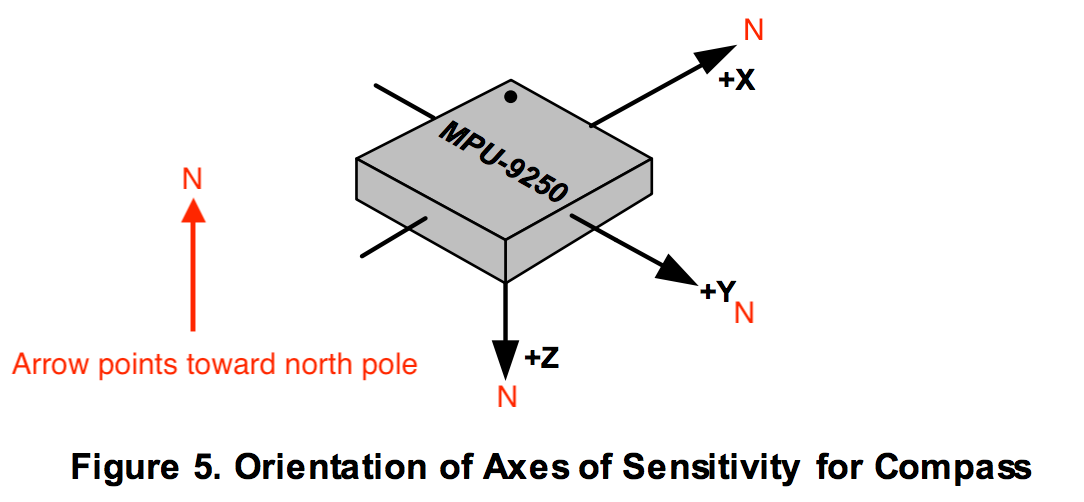 N
+X
MPU-9250
N
+Y
N
Arrow points toward north pole
+Z
N
Figure 5. Orientation of Axes of Sensitivity for Compass